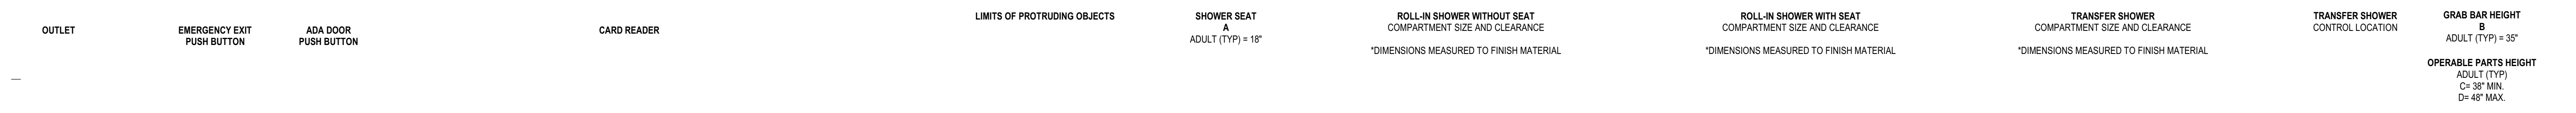 OUTLET
EMERGENCY EXIT
PUSH BUTTON
ADA DOOR
PUSH BUTTON
CARD READER
LIMITS OF PROTRUDING OBJECTS
SHOWER SEAT
A
ADULT (TYP) = 18"
ROLL-IN SHOWER WITHOUT SEAT
COMPARTMENT SIZE AND CLEARANCE
*DIMENSIONS MEASURED TO FINISH MATERIAL
ROLL-IN SHOWER WITH SEAT
COMPARTMENT SIZE AND CLEARANCE
*DIMENSIONS MEASURED TO FINISH MATERIAL
TRANSFER SHOWER
COMPARTMENT SIZE AND CLEARANCE
*DIMENSIONS MEASURED TO FINISH MATERIAL
TRANSFER SHOWER
CONTROL LOCATION
GRAB BAR HEIGHT
B
ADULT (TYP) = 35"
OPERABLE PARTS HEIGHT
ADULT (TYP)
C= 38" MIN.
D= 48" MAX.